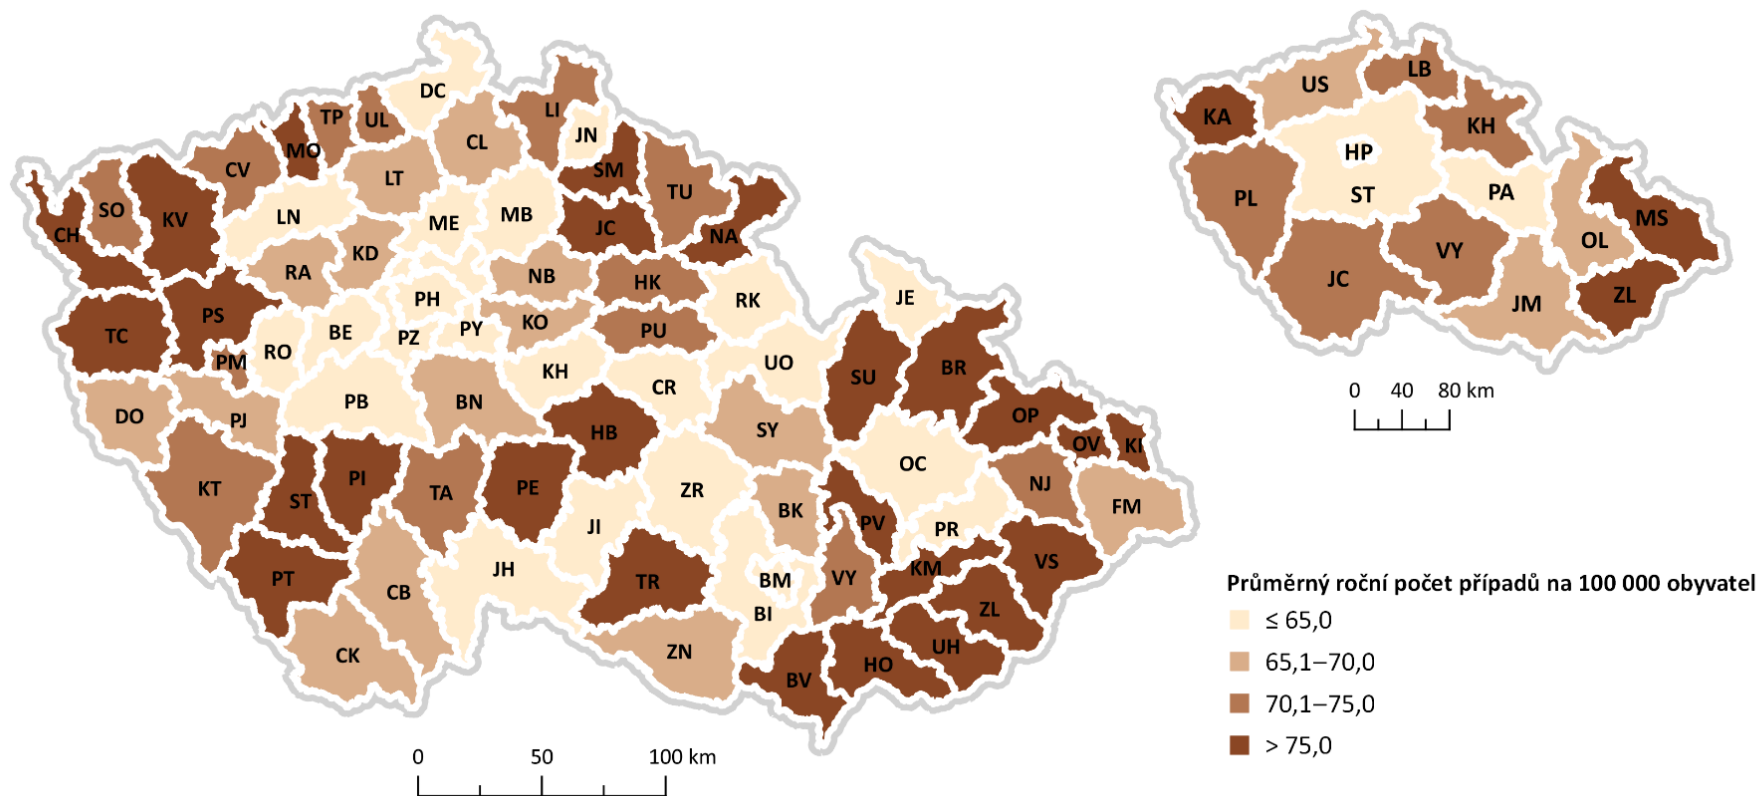 DC
TP
UL
LI
JN
MO
CL
CV
LT
SM
TU
SO
KV
LN
ME
MB
JC
NA
CH
KD
RA
NB
HK
PH
RK
JE
TC
PS
BE
PZ
PY
KO
PU
RO
PM
KH
UO
CR
SU
BR
DO
PJ
PB
BN
HB
SY
OP
OV
KI
OC
KT
ST
PI
TA
PE
ZR
BK
NJ
FM
JI
PV
PR
PT
CB
JH
TR
BM
VY
KM
VS
BI
ZL
CK
ZN
BV
HO
UH
0 50 100 km
US
LB
KA
KH
HP
PL
ST
PA
MS
VY
OL
JC
JM
ZL
0 40 80 km
Průměrný roční počet případů na 100 000 obyvatel
≤ 65,0
65,1–70,0
70,1–75,0
> 75,0